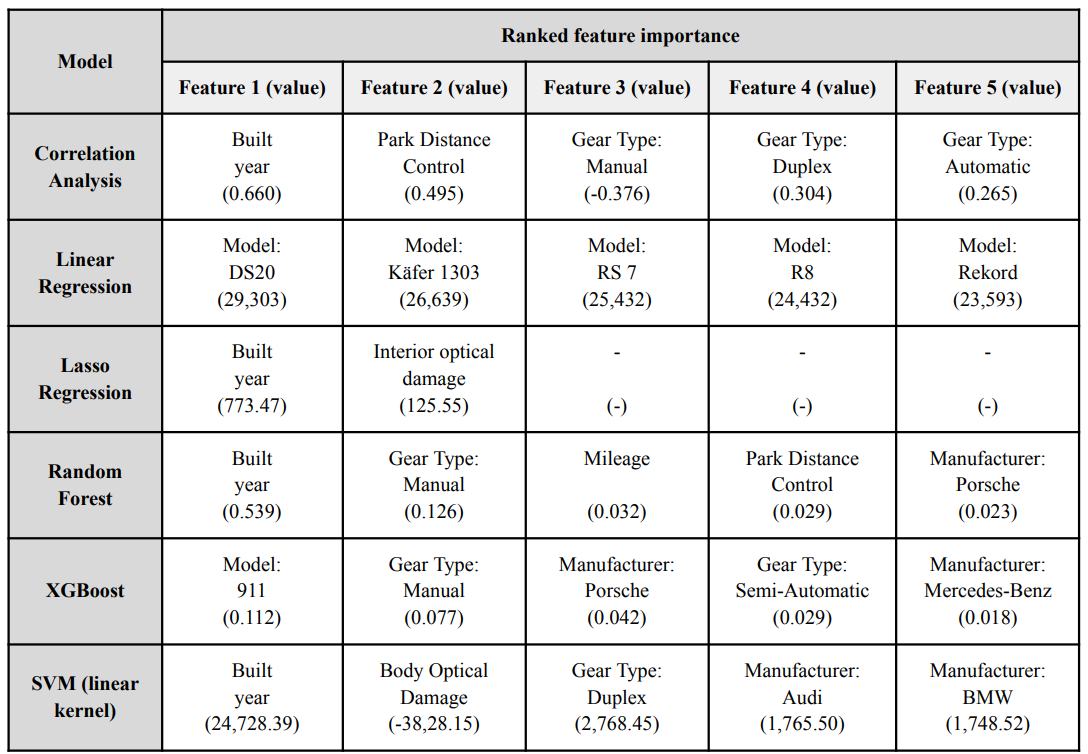 Model
Ranked feature importance
Feature 1 (value) Feature 2 (value) Feature 3 (value) Feature 4 (value) Feature 5 (value)
Correlation
Analysis
Built
year
(0.660)
Park Distance
Control
(0.495)
Gear Type:
Manual
(-0.376)
Gear Type:
Duplex
(0.304)
Gear Type:
Automatic
(0.265)
Linear
Regression
Model:
DS20
(29,303)
Model:
Käfer 1303
(26,639)
Model:
RS 7
(25,432)
Model:
R8
(24,432)
Model:
Rekord
(23,593)
Lasso
Regression
Built
year
(773.47)
Interior optical
damage
(125.55)
-
(-)
-
(-)
-
(-)
Random
Forest
Built
year
(0.539)
Gear Type:
Manual
(0.126)
Mileage
(0.032)
Park Distance
Control
(0.029)
Manufacturer:
Porsche
(0.023)
XGBoost
Model:
911
(0.112)
Gear Type:
Manual
(0.077)
Manufacturer:
Porsche
(0.042)
Gear Type:
Semi-Automatic
(0.029)
Manufacturer:
Mercedes-Benz
(0.018)
SVM (linear
kernel)
Built
year
(24,728.39)
Body Optical
Damage
(-38,28.15)
Gear Type:
Duplex
(2,768.45)
Manufacturer:
Audi
(1,765.50)
Manufacturer:
BMW
(1,748.52)